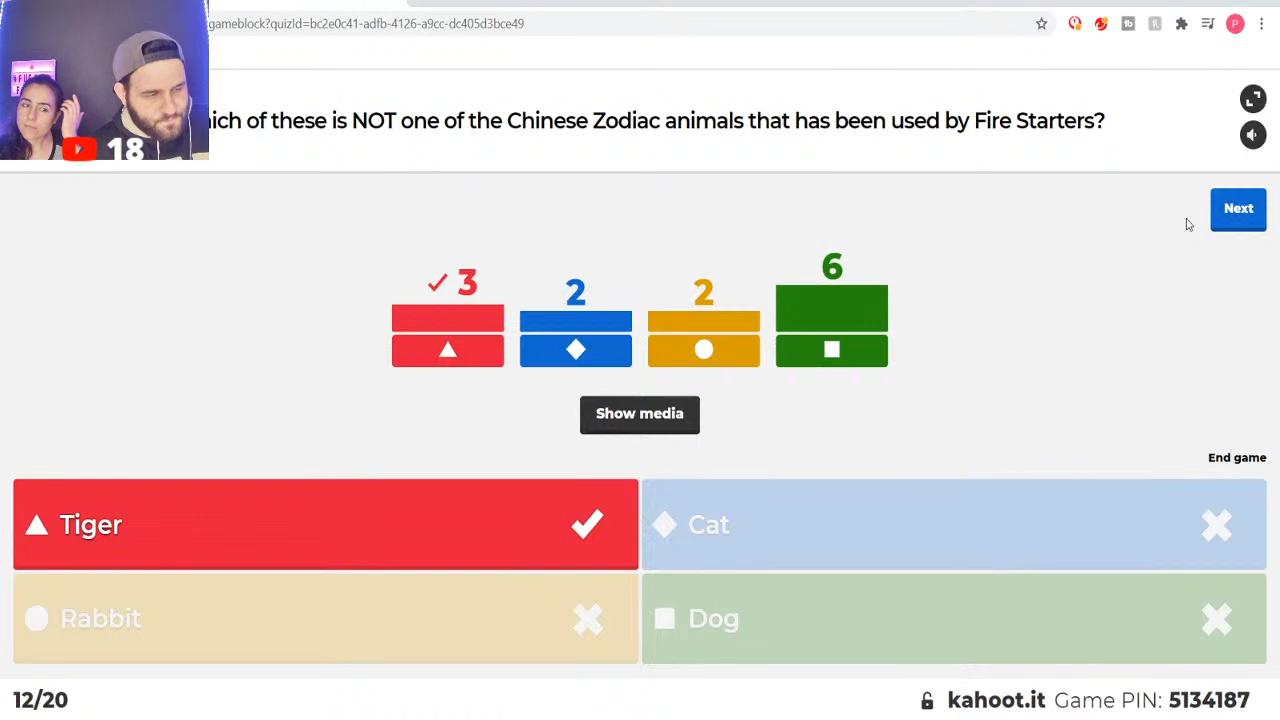 gameblock?quizId=bc2e0c41-adfb-4126-a9cc-dc405d3bce49
of these is NOT one of the Chinese Zodiac animals that has been used by Fire Starters?
18
Next
3
2
2
6
Show media
End game
Tiger
Cat
Rabbit
Dog
12/20
kahoot.it Game PIN: 5134187